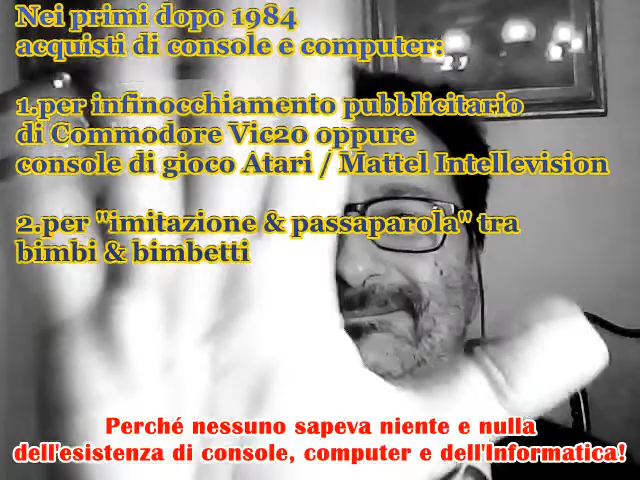 Nei primi dopo 1984
acquisti di console e computer:
1.per infinocchiamento pubblicitario
di Commodore Vic20 oppure
console di gioco Atari / Mattel Intellevision
2.per "imitazione & passaparola" tra
bimbi & bimbetti
Perché nessuno sapeva niente e nulla
dell'esistenza di console, computer e dell'Informatica!